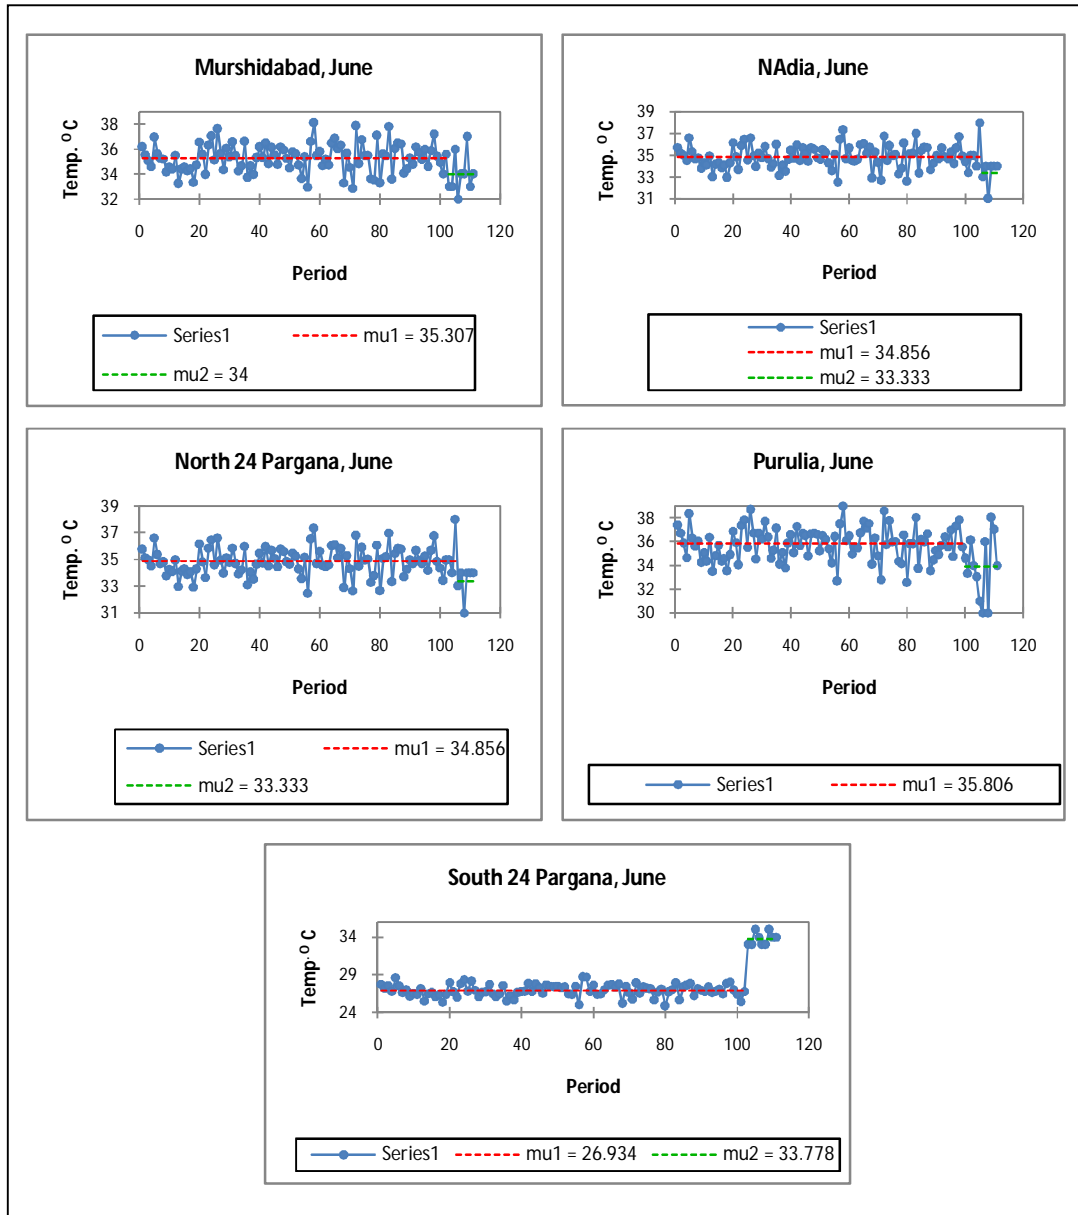 Murshidabad, June
Temp. ⁰ C
38
36
34
32
0 20 40 60 80 100 120
Period
Series1 mu1 = 35.307
mu2 = 34
NAdia, June
Temp. ⁰ C
39
37
35
33
31
0 20 40 60 80 100 120
Period
Series1
mu1 = 34.856
mu2 = 33.333
North 24 Pargana, June
Temp. ⁰ C
39
37
35
33
31
0 20 40 60 80 100 120
Period
Series1 mu1 = 34.856
mu2 = 33.333
Purulia, June
Temp. ⁰ C
38
36
34
32
30
0 20 40 60 80 100 120
Period
Series1 mu1 = 35.806
South 24 Pargana, June
Temp. ⁰ C
34
29
24
0 20 40 60 80 100 120
Period
Series1 mu1 = 26.934 mu2 = 33.778